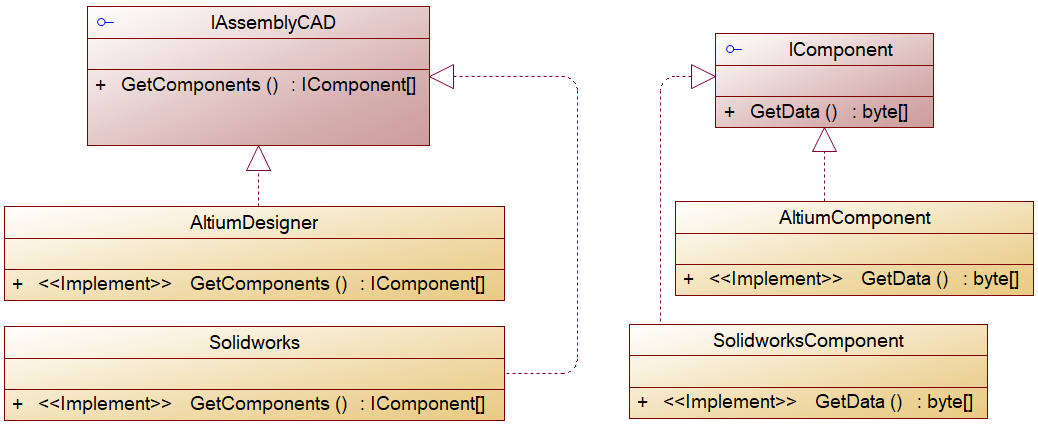 IAssemblyCAD
+ GetComponents () : IComponent[]
AltiumDesigner
+ <<Implement>> GetComponents () : IComponent[]
Solidworks
+ <<Implement>> GetComponents () : IComponent[]
IComponent
+ GetData () : byte[]
AltiumComponent
+ <<Implement>> GetData () : byte[]
SolidworksComponent
+ <<Implement>> GetData () : byte[]